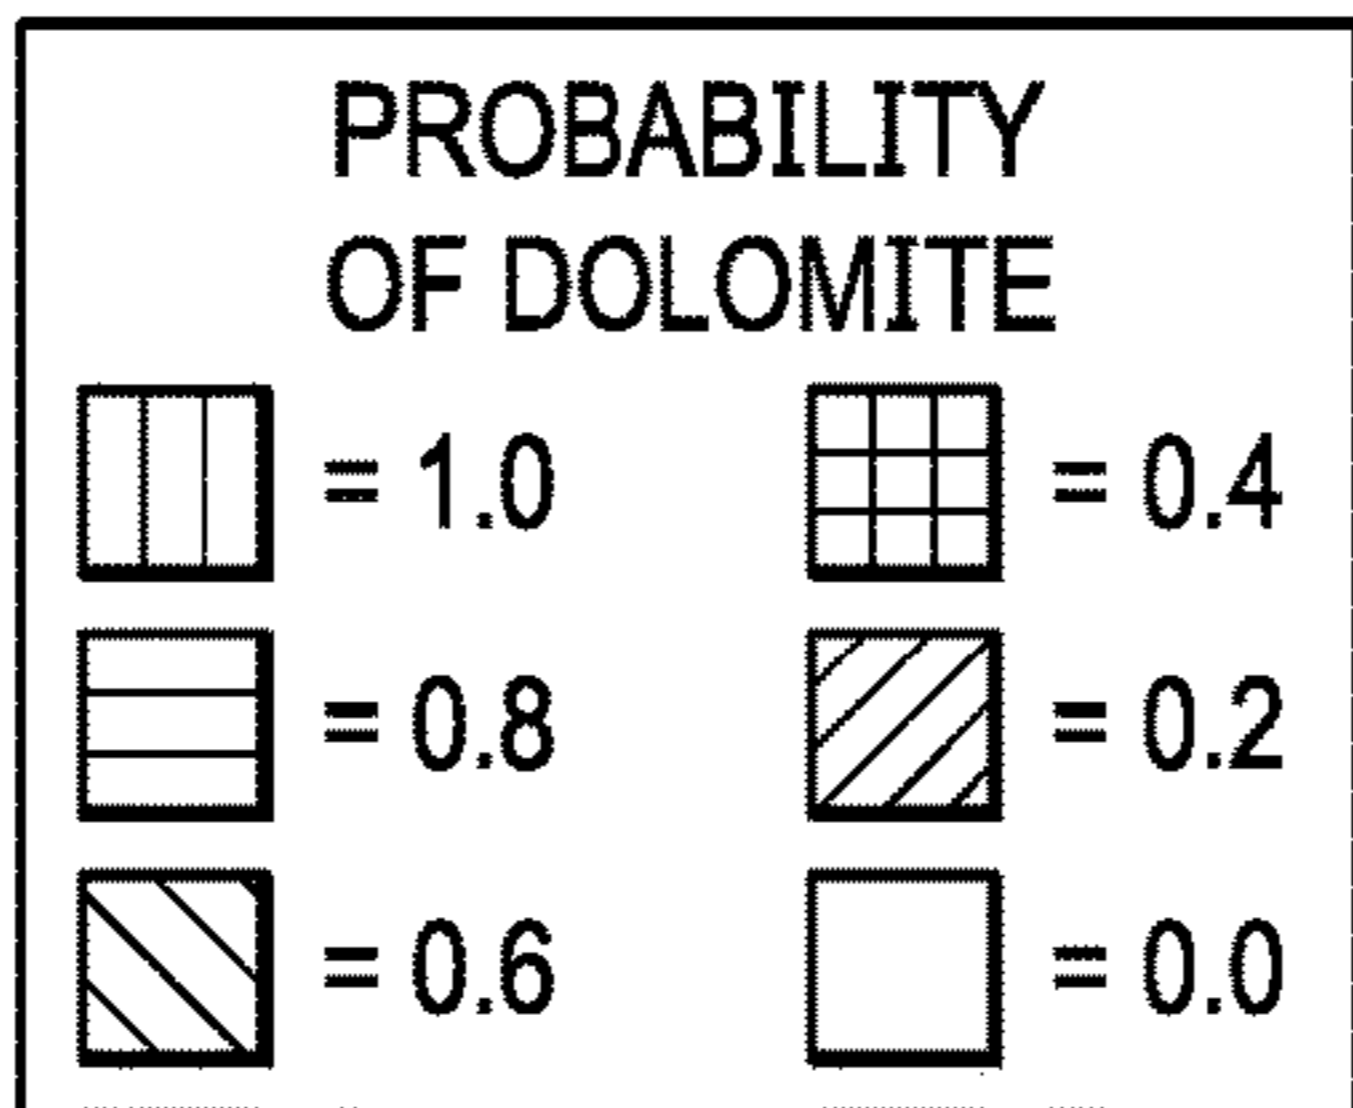 PROBABILITY
OF DOLOMITE
= 1.0 = 0.4
= 0.8 = 0.2
= 0.6 = 0.0